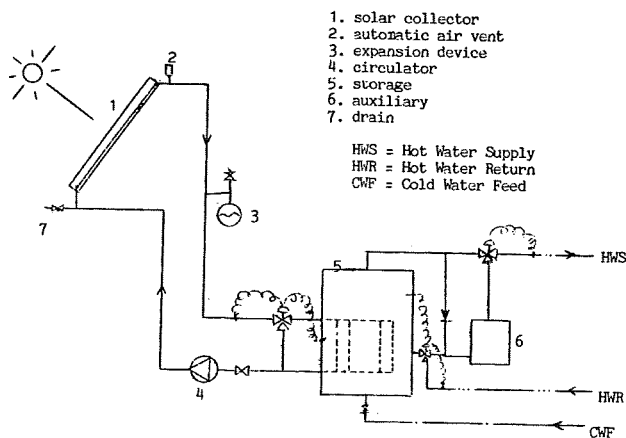 1. solar collector
2. automatic air vent
3. expansion device
4. circulator
5. storage
6. auxiliary
7. drain
HWS = Hot Water Supply
HWR = Hot Water Return
CWF = Cold Water Feed
2
1
7
3
5
HWS
6
4
HWR
CWF